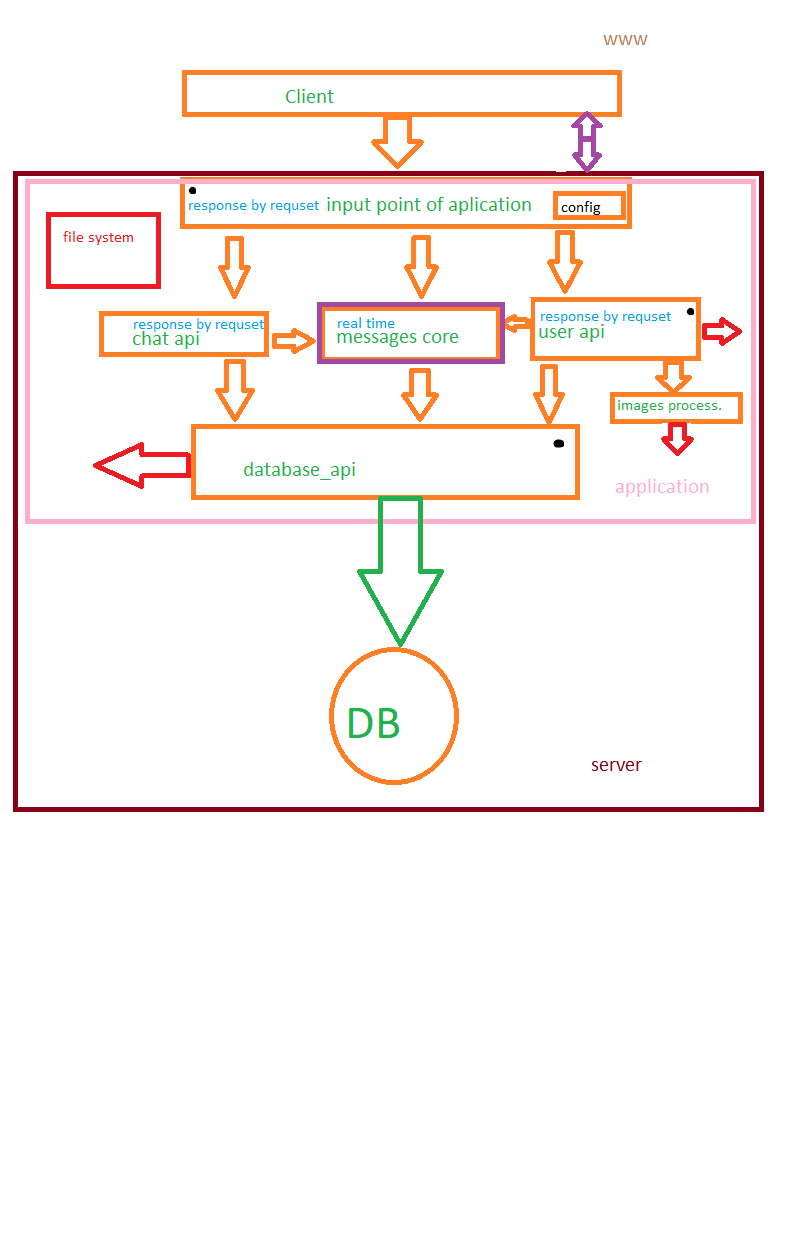 www
Client
response by requset input point of aplication
config
file system
response by requset
chat api
real time
messages core
response by requset
user api
images process.
database_api
application
DB
server